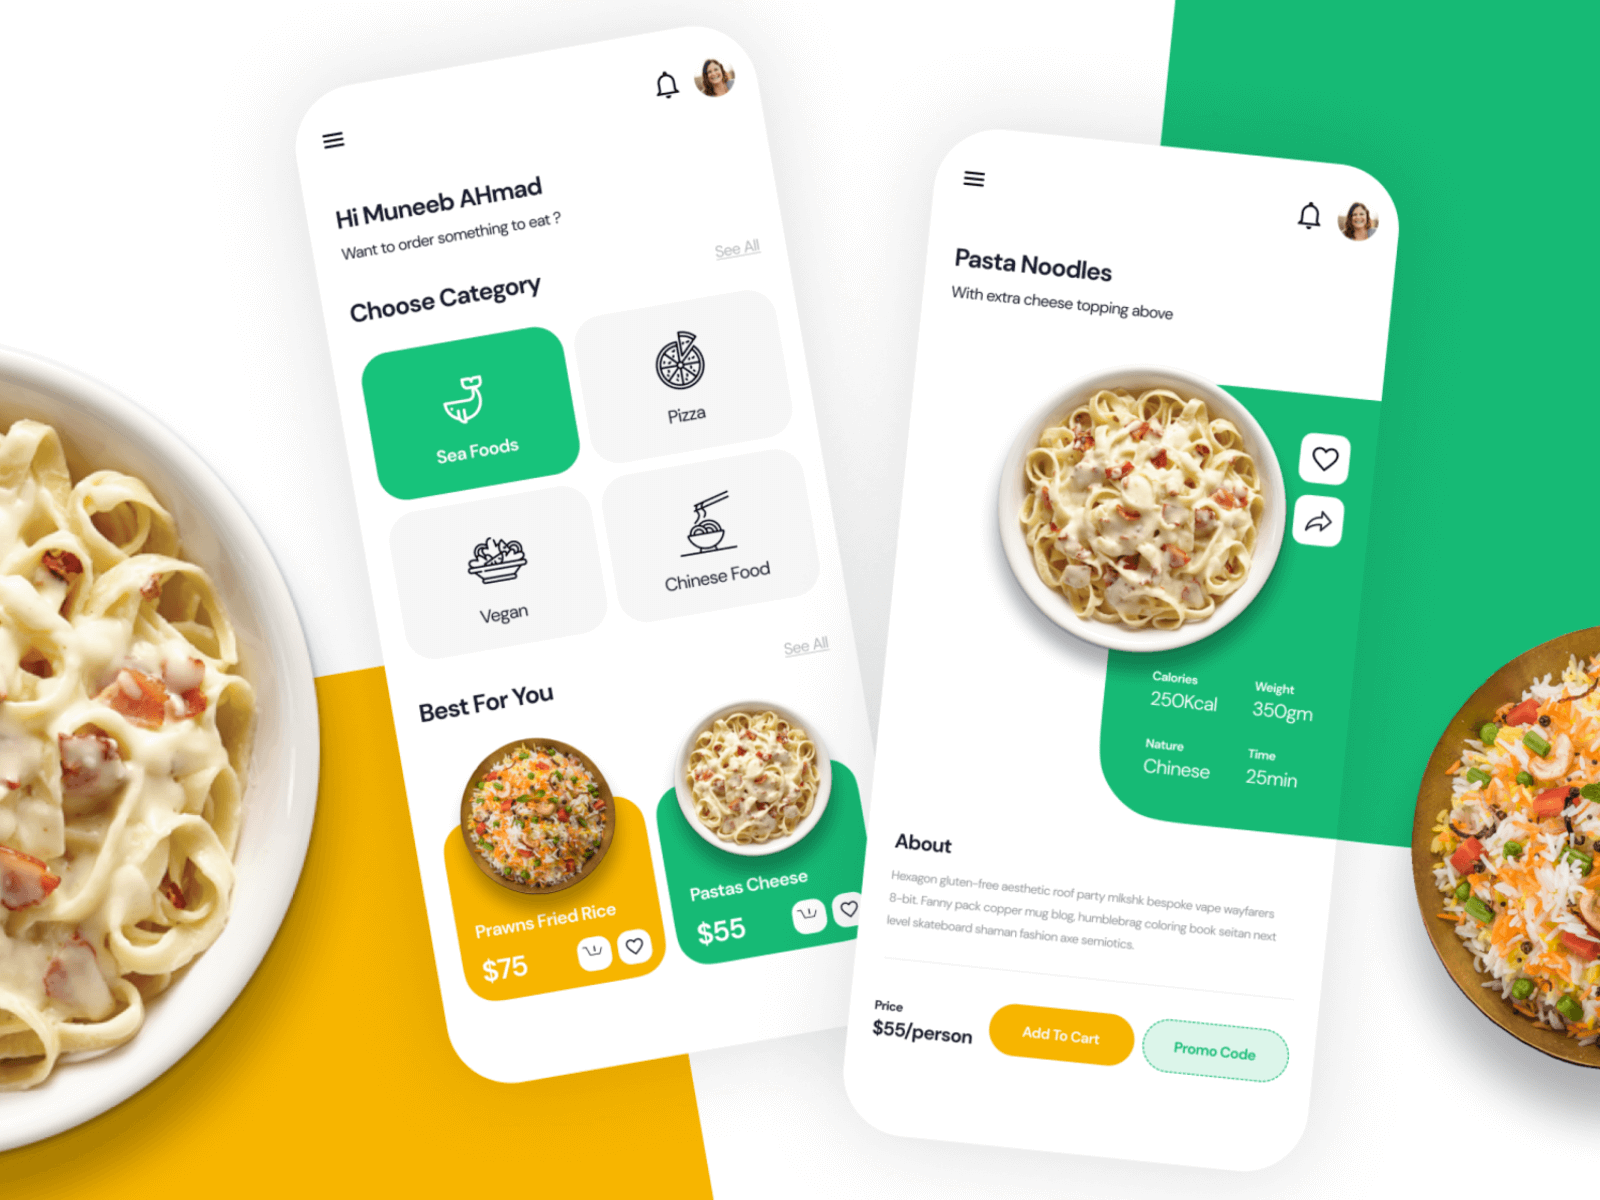 Hi Muneeb AHmad
Want to order something to eat ?
See All
Choose Category
Sea Foods
Pizza
Vegan
Chinese Food
See All
Best For You
Prawns Fried Rice
$75
Pastas Cheese
$55
Pasta Noodles
With extra cheese topping above
Calories
250Kcal
Weight
350gm
Nature
Chinese
Time
25min
About
Hexagon gluten-free aesthetic roof party mlkshk bespoke vape wayfarers
8-bit. Fanny pack copper mug blog, humblebrag coloring book seitan next
level skateboard shaman fashion axe semiotics.
Price
$55/person
Add To Cart
Promo Code